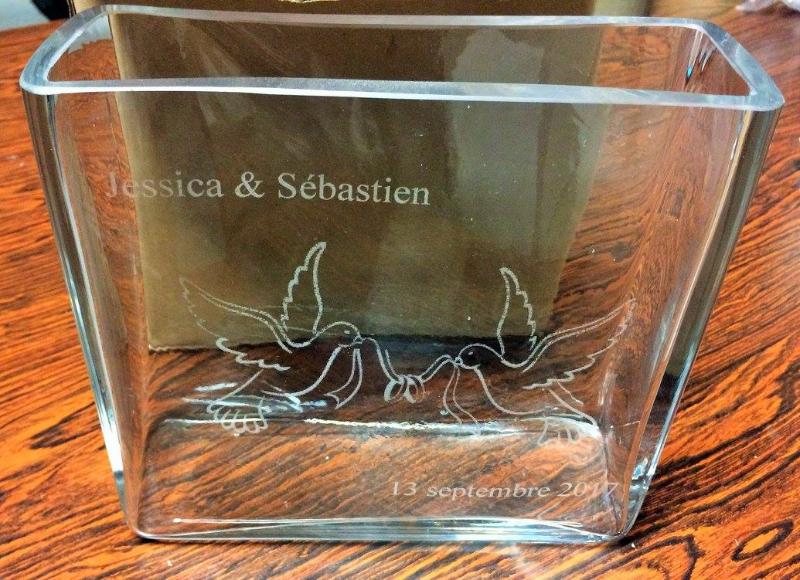 Jessica & Sébastien
13 septembre 2017